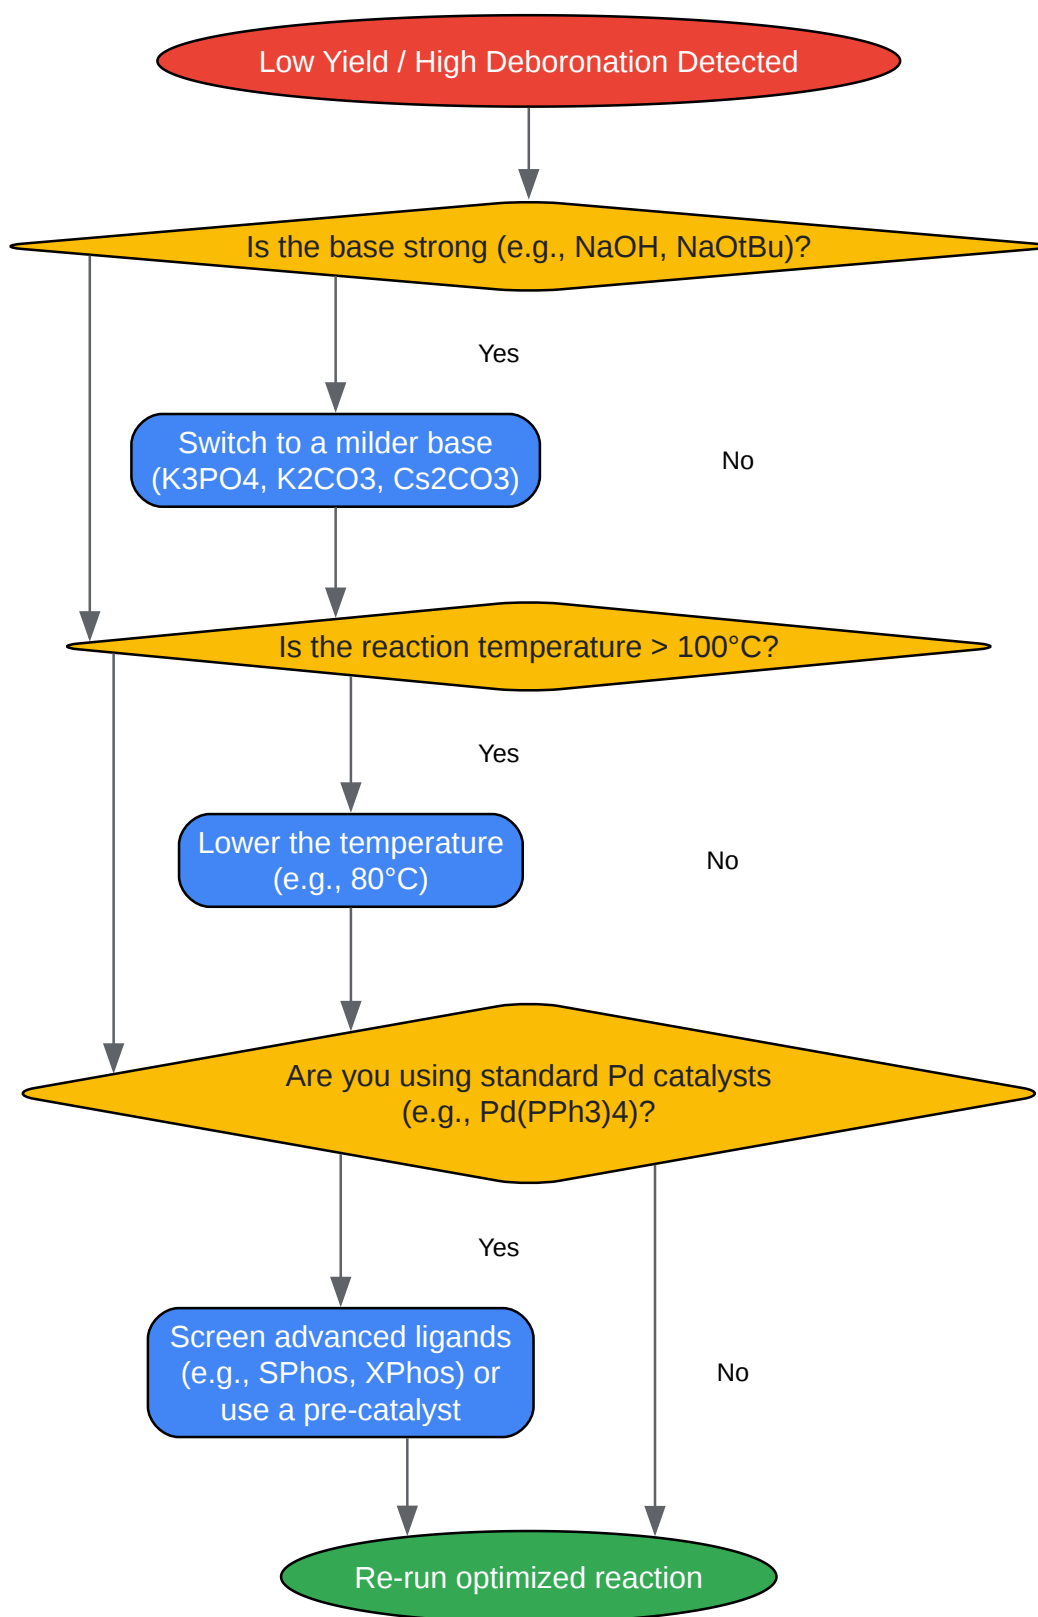 Low Yield / High Deboronation Detected
Is the base strong (e.g., NaOH, NaOtBu)?
Yes
Switch to a milder base
(K3PO4, K2CO3, Cs2CO3)
No
Is the reaction temperature > 100°C?
Yes
Lower the temperature
(e.g., 80°C)
No
Are you using standard Pd catalysts
(e.g., Pd(PPh3)4)?
Yes
Screen advanced ligands
(e.g., SPhos, XPhos) or
use a pre-catalyst
No
Re-run optimized reaction